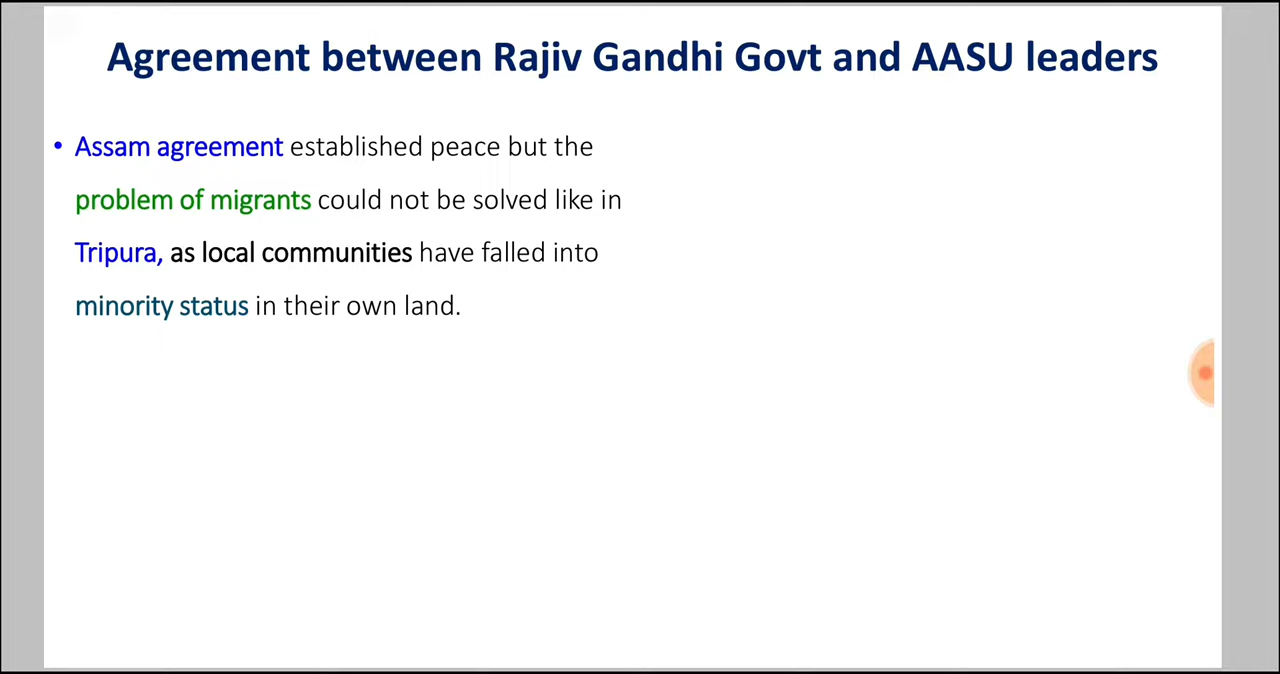 Agreement between Rajiv Gandhi Govt and AASU leaders
• Assam agreement established peace but the
problem of migrants could not be solved like in
Tripura, as local communities have falled into
minority status in their own land.